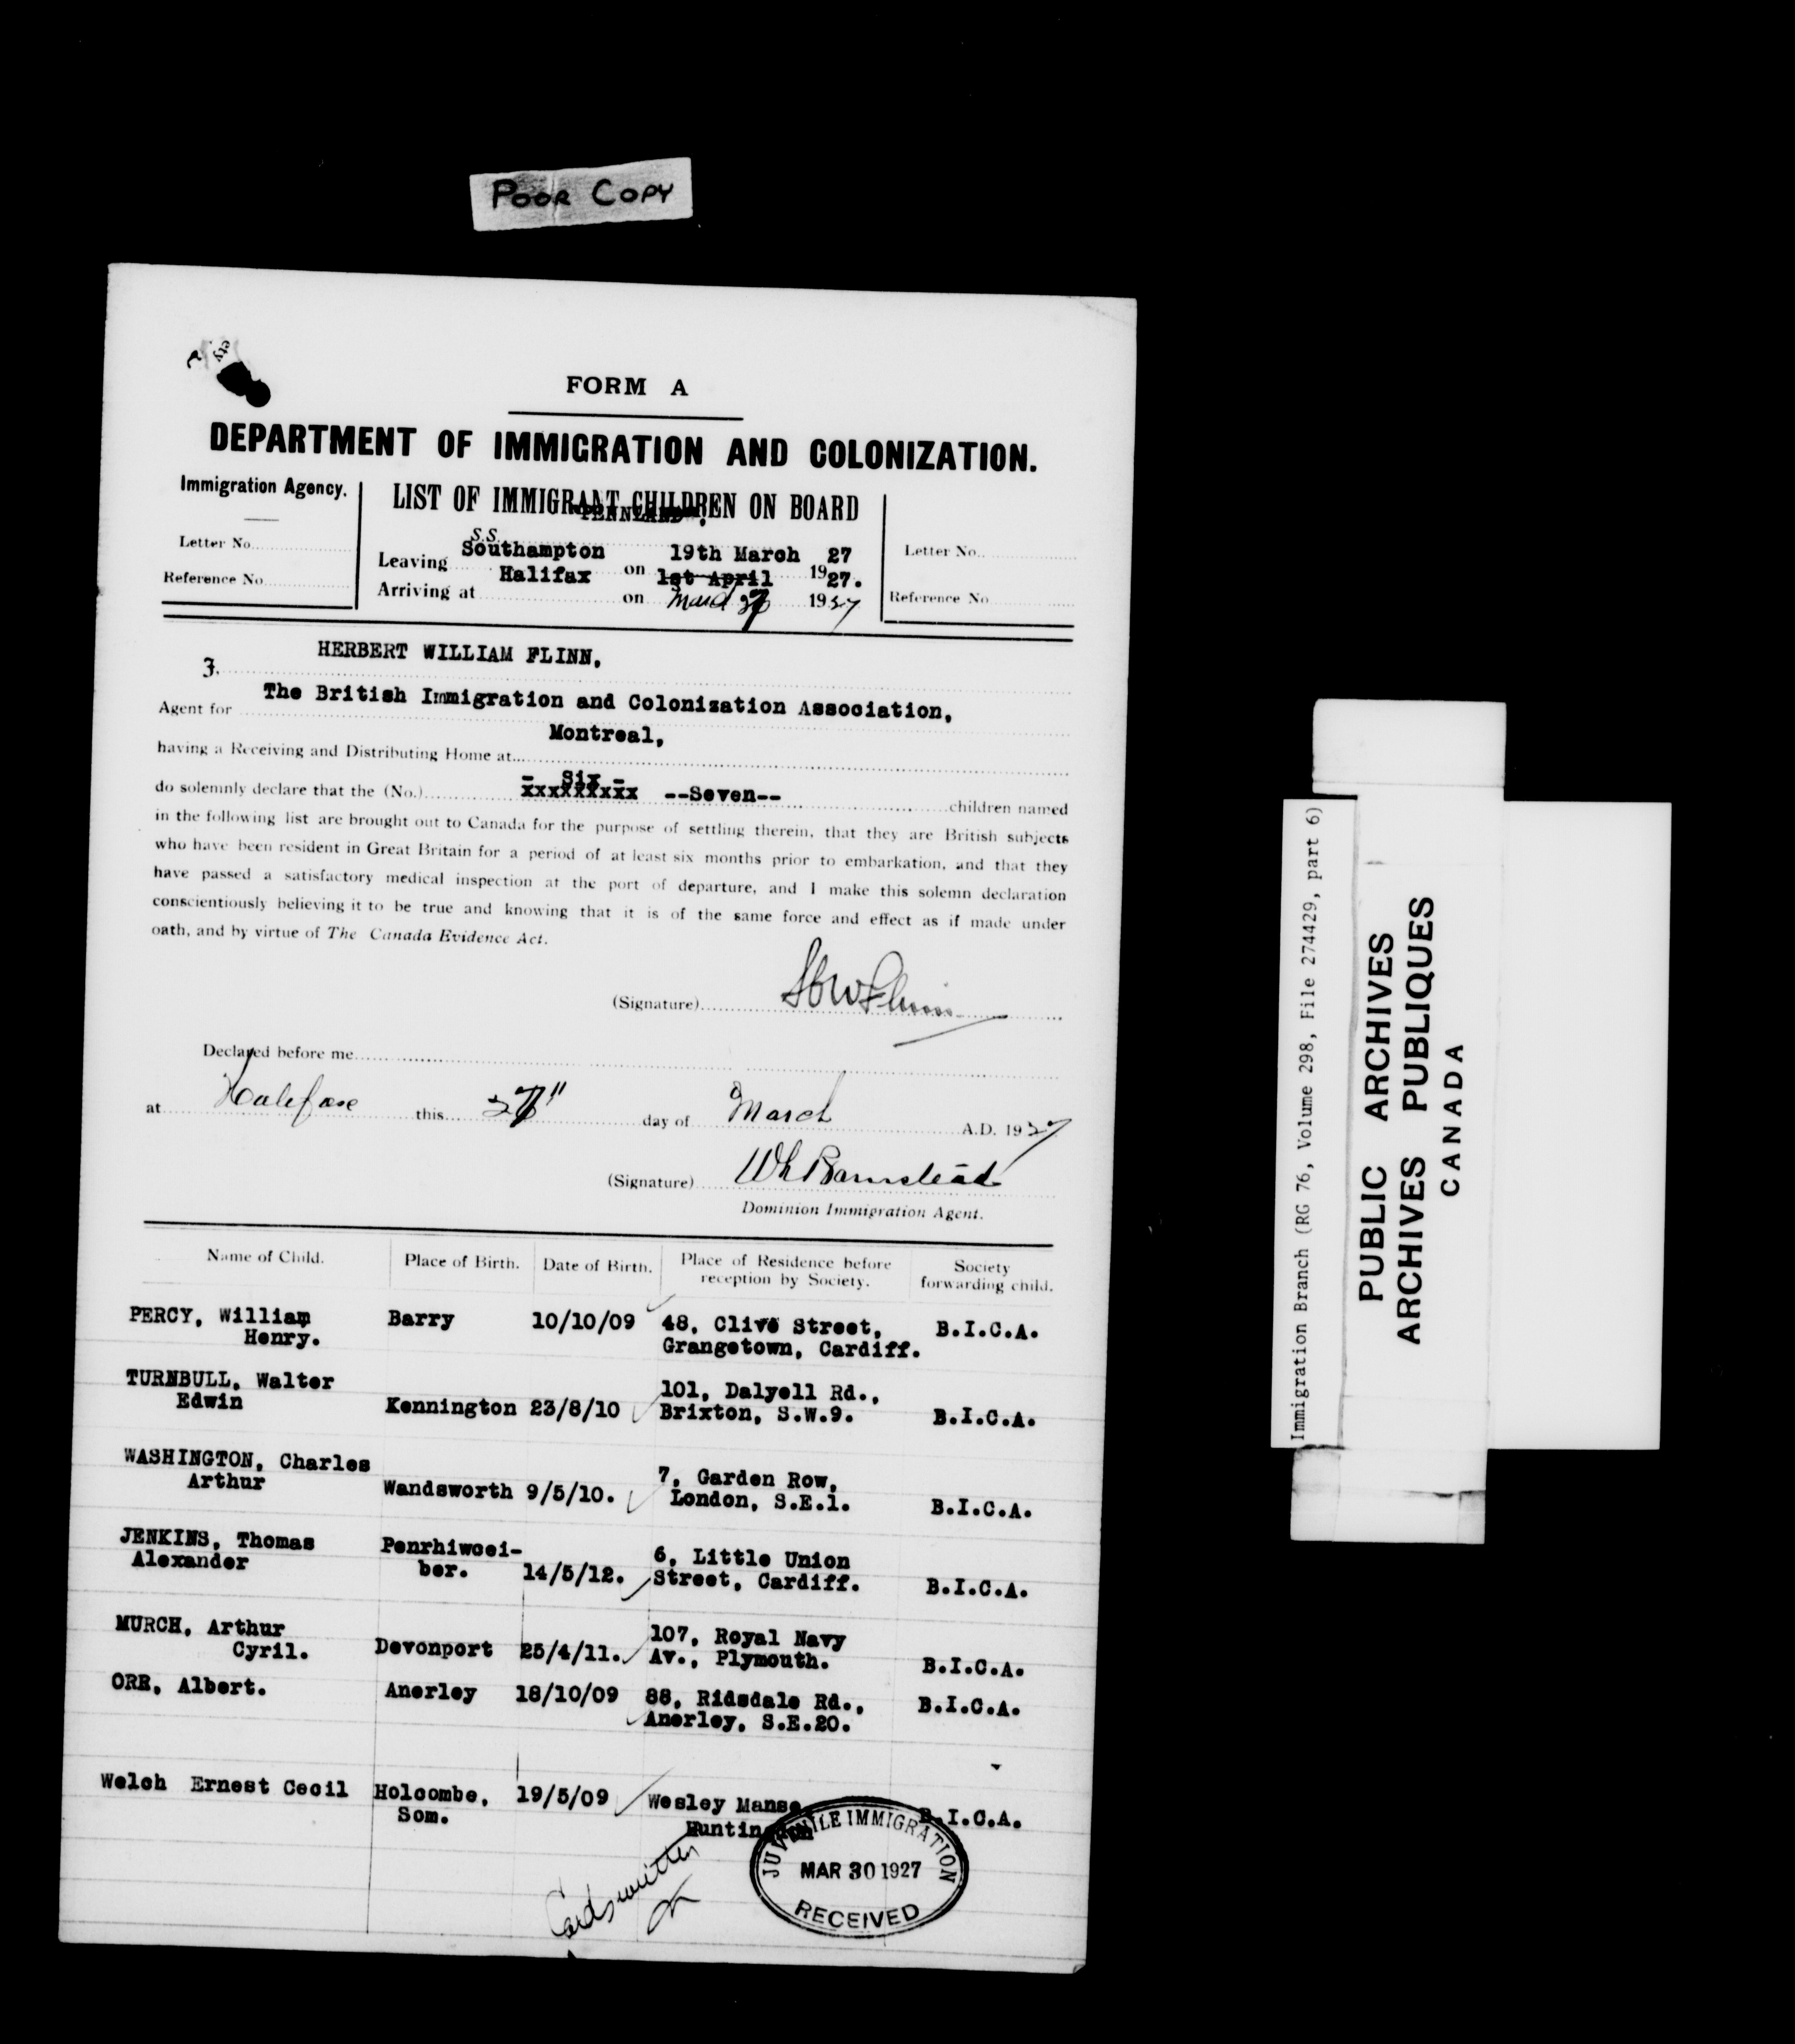 POOR COPY
FORM A
DEPARTMENT OF IMMIGRATION AND COLONIZATION.
Immigration Agency.
LIST OF IMMIGRANT CHILDREN ON BOARD
"PENNLAND".
S.S.
Letter No.
Leaving Southampton on 19th March 1927
Letter No.
Reference No.
Halifax 1st April 27.
Arriving at on March 27 1927
Reference No.
HERBERT WILLIAM FLINN,
I,
The British Immigration and Colonization Association,
Agent for
Montreal,
having a Receiving and Distributing Home at
- Six -
do solemnly declare that the (No.) xxxxxxxxx --Seven-- children named
in the following list are brought out to Canada for the purpose of settling therein, that they are British subjects
who have been resident in Great Britain for a period of at least six months prior to embarkation, and that they
have passed a satisfactory medical inspection at the port of departure, and I make this solemn declaration
conscientiously believing it to be true and knowing that it is of the same force and effect as if made under
oath, and by virtue of The Canada Evidence Act.
(Signature) HW Flinn
Declared before me
at Halifax this 27" day of March A.D. 1927
(Signature) WL Barnstead
Dominion Immigration Agent.
Name of Child. Place of Birth. Date of Birth. Place of Residence before reception by Society. Society forwarding child.
PERCY, William Barry 10/10/09 48, Clive Street, B.I.C.A.
Henry. Grangetown, Cardiff.
TURNBULL, Walter 101, Dalyell Rd.,
Edwin Kennington 23/8/10 Brixton, S.W.9. B.I.C.A.
WASHINGTON, Charles 7, Garden Row,
Arthur Wandsworth 9/5/10. London, S.E.1. B.I.C.A.
JENKINS, Thomas Penrhiwcei- 6, Little Union
Alexander ber. 14/5/12. Street, Cardiff. B.I.C.A.
MURCH, Arthur 107, Royal Navy
Cyril. Devonport 25/4/11. Av., Plymouth. B.I.C.A.
ORR, Albert. Anerley 18/10/09 88, Ridsdale Rd., B.I.C.A.
Anerley, S.E.20.
Welch Ernest Cecil Holcombe, 19/5/09 Wesley Manse B.I.C.A.
Som. Huntingdon
Cards written
JUVENILE IMMIGRATION
MAR 30 1927
RECEIVED
Immigration Branch (RG 76, Volume 298, File 274429, part 6)
PUBLIC ARCHIVES
ARCHIVES PUBLIQUES
CANADA